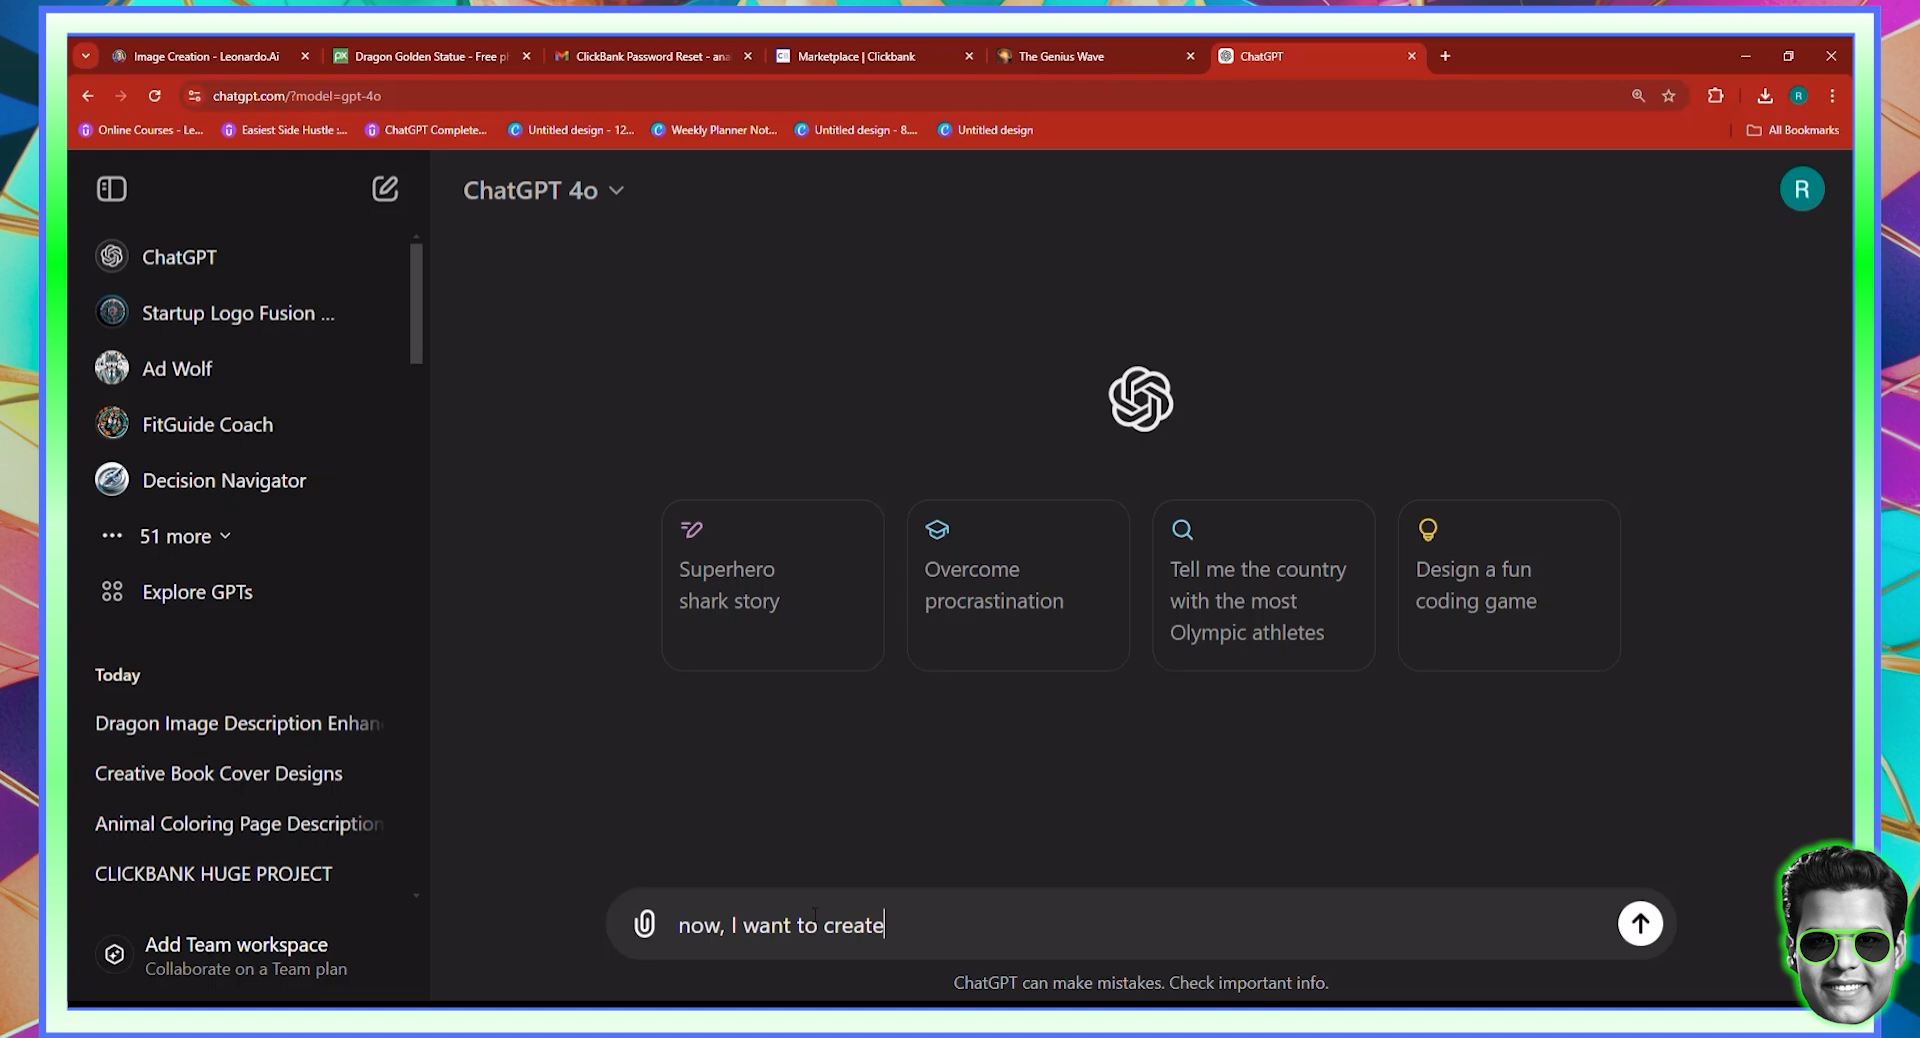 Image Creation - Leonardo.Ai
Dragon Golden Statue - Free p
ClickBank Password Reset - ana
CB
Marketplace | Clickbank
The Genius Wave
ChatGPT
chatgpt.com/?model=gpt-4o
R
Online Courses - Le...
Easiest Side Hustle :...
ChatGPT Complete...
Untitled design - 12...
Weekly Planner Not...
Untitled design - 8....
Untitled design
All Bookmarks
ChatGPT 4o
R
ChatGPT
Startup Logo Fusion ...
Ad Wolf
FitGuide Coach
Decision Navigator
51 more
Explore GPTs
Today
Dragon Image Description Enhan
Creative Book Cover Designs
Animal Coloring Page Description
CLICKBANK HUGE PROJECT
Add Team workspace
Collaborate on a Team plan
Superhero
shark story
Overcome
procrastination
Tell me the country
with the most
Olympic athletes
Design a fun
coding game
now, I want to create
ChatGPT can make mistakes. Check important info.